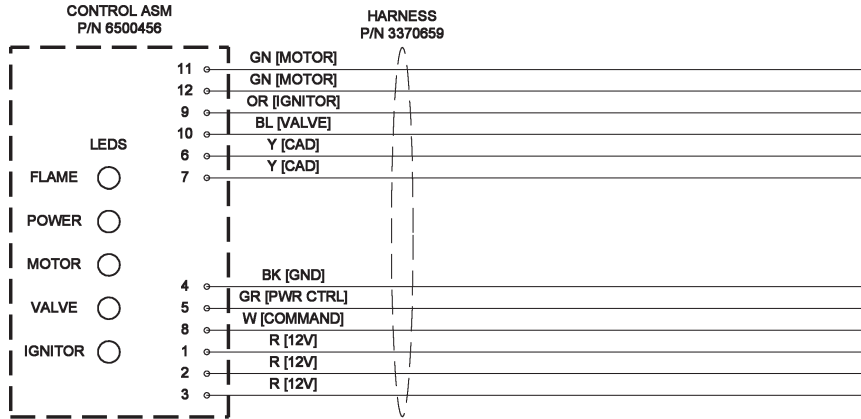 CONTROL ASM
P/N 6500456
HARNESS
P/N 3370659
11 GN [MOTOR]
12 GN [MOTOR]
9 OR [IGNITOR]
10 BL [VALVE]
LEDS
6 Y [CAD]
FLAME
7 Y [CAD]
POWER
MOTOR
4 BK [GND]
VALVE
5 GR [PWR CTRL]
8 W [COMMAND]
IGNITOR
1 R [12V]
2 R [12V]
3 R [12V]